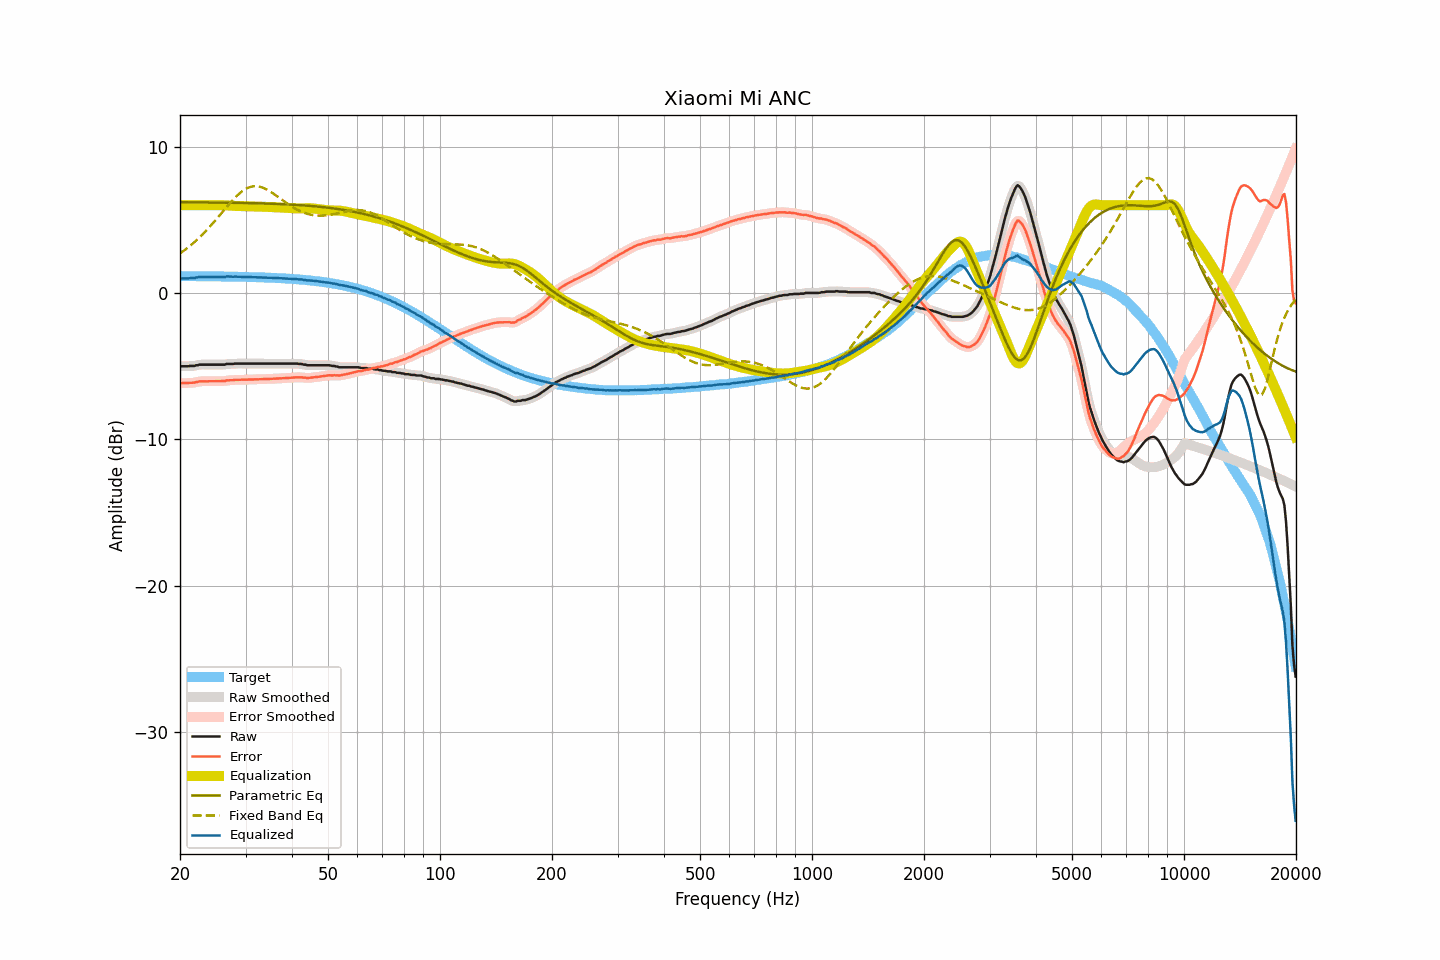 Xiaomi Mi ANC
10
0
−10
−20
−30
Amplitude (dBr)
Target
Raw Smoothed
Error Smoothed
Raw
Error
Equalization
Parametric Eq
Fixed Band Eq
Equalized
20 50 100 200 500 1000 2000 5000 10000 20000
Frequency (Hz)